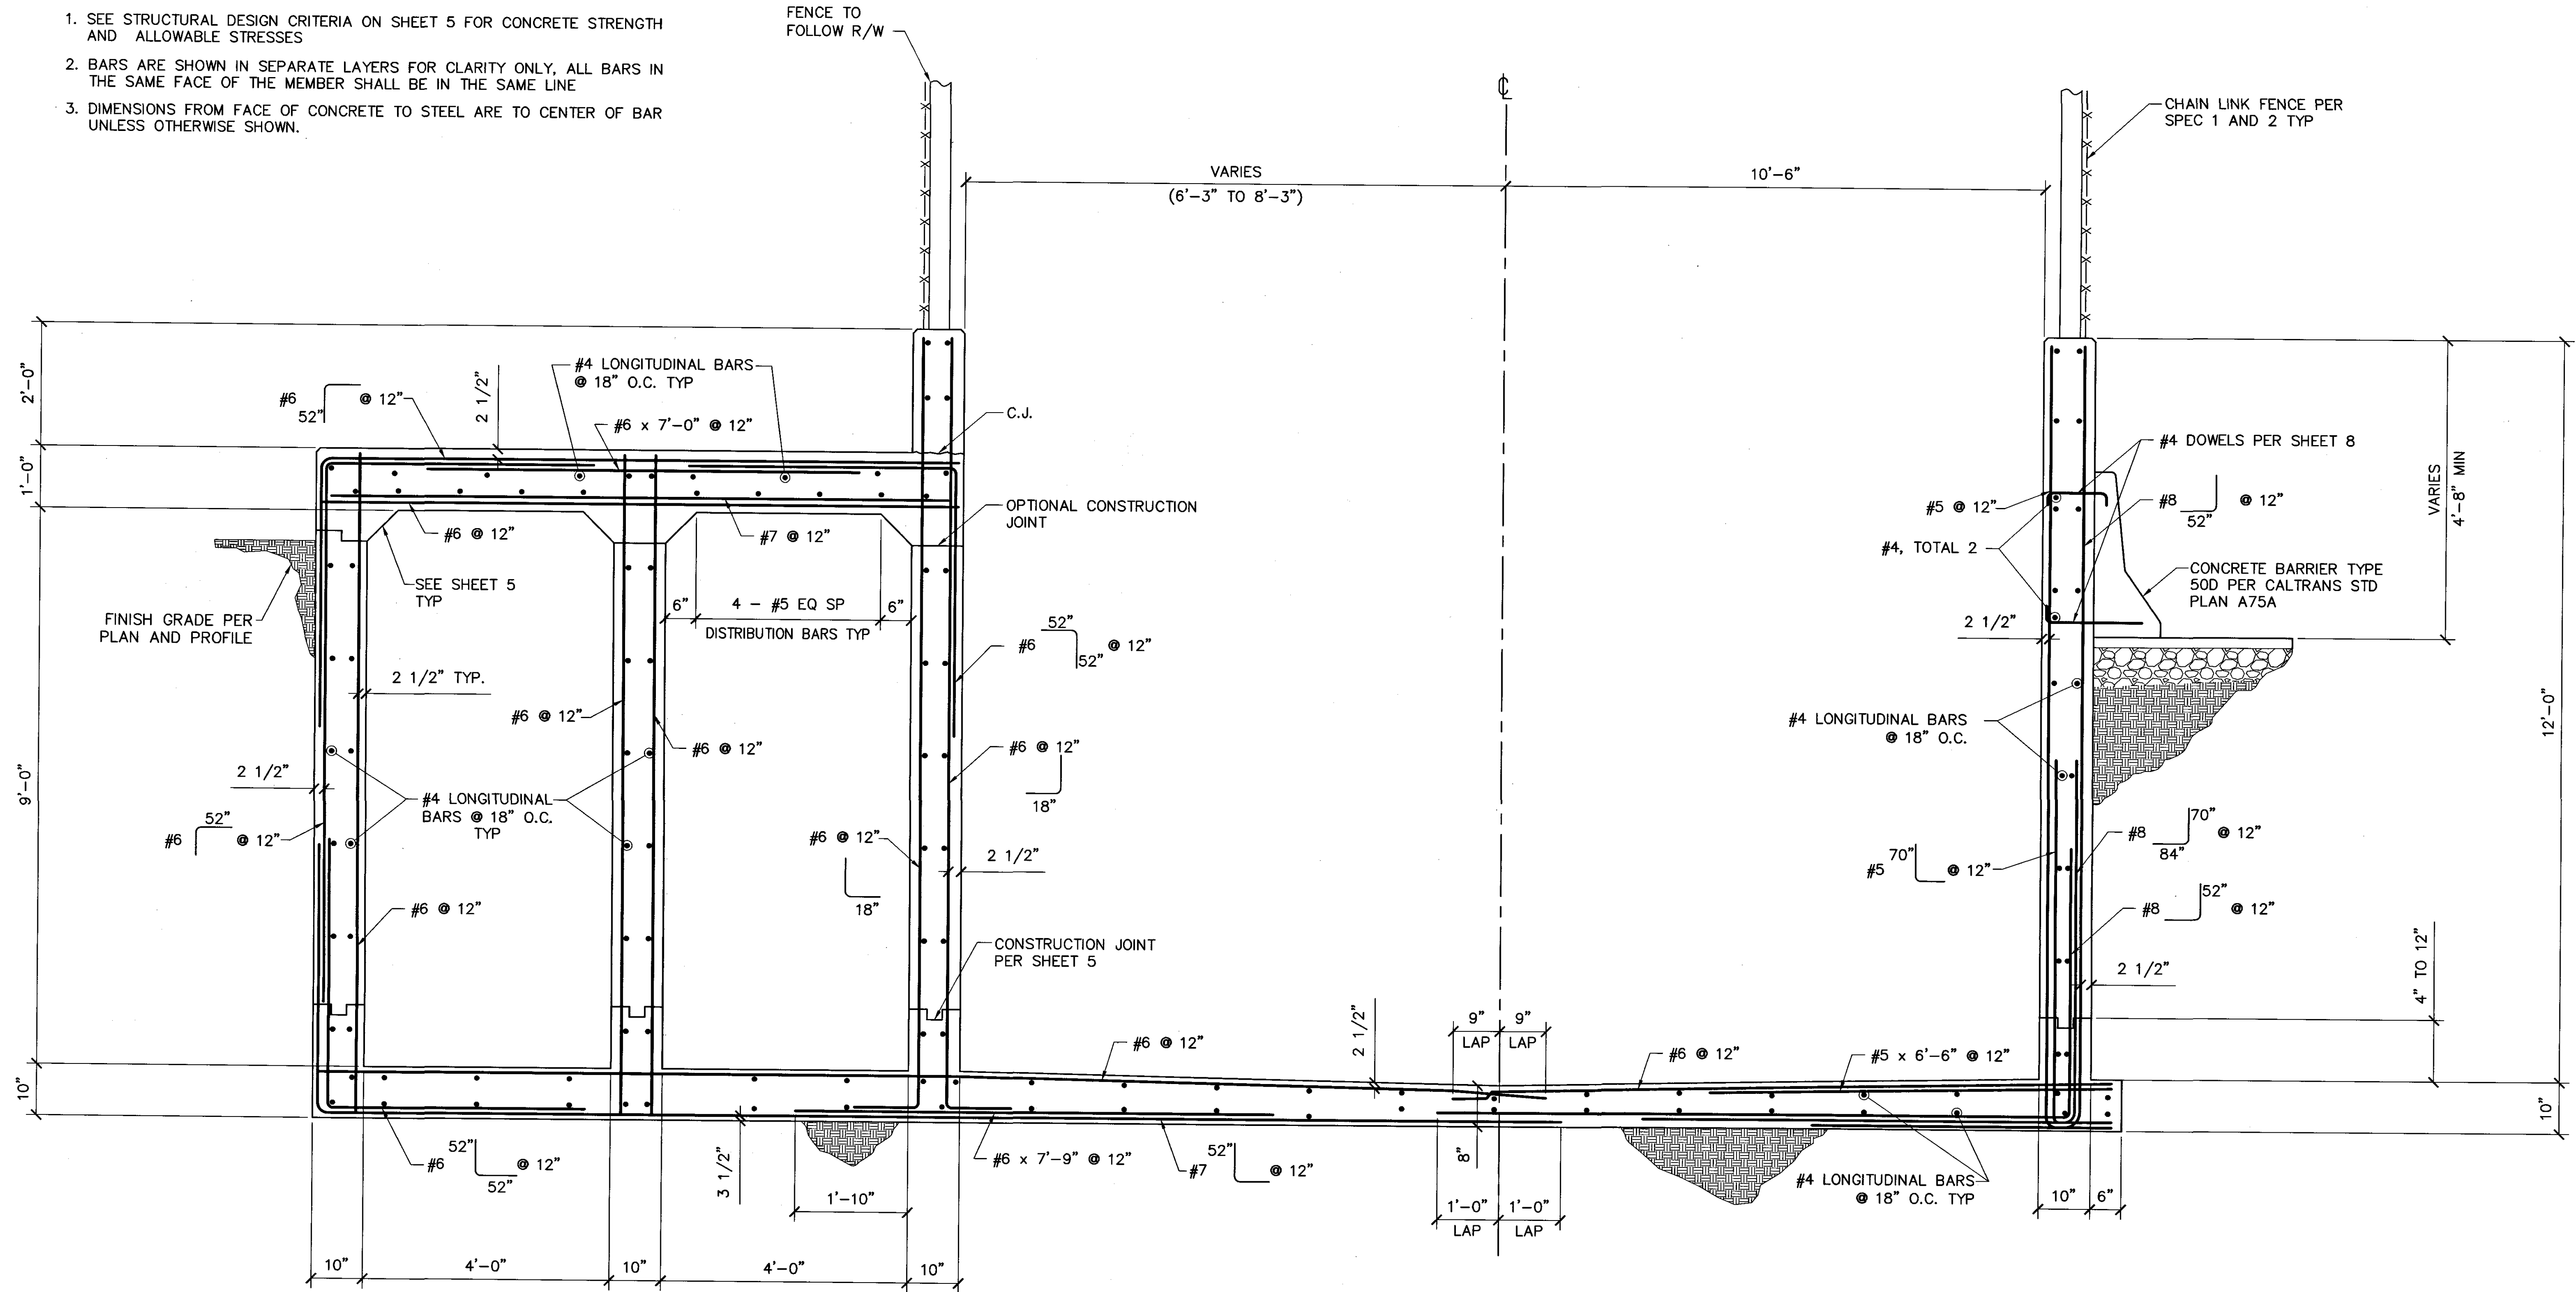 1. SEE STRUCTURAL DESIGN CRITERIA ON SHEET 5 FOR CONCRETE STRENGTH
AND ALLOWABLE STRESSES
2. BARS ARE SHOWN IN SEPARATE LAYERS FOR CLARITY ONLY, ALL BARS IN
THE SAME FACE OF THE MEMBER SHALL BE IN THE SAME LINE
3. DIMENSIONS FROM FACE OF CONCRETE TO STEEL ARE TO CENTER OF BAR
UNLESS OTHERWISE SHOWN.
FENCE TO
FOLLOW R/W
℄
CHAIN LINK FENCE PER
SPEC 1 AND 2 TYP
VARIES
(6'-3" TO 8'-3")
10'-6"
2'-0"
1'-0"
9'-0"
10"
#6
52"
@ 12"
2 1/2"
#4 LONGITUDINAL BARS
@ 18" O.C. TYP
#6 x 7'-0" @ 12"
C.J.
OPTIONAL CONSTRUCTION
JOINT
#6 @ 12"
#7 @ 12"
SEE SHEET 5
TYP
FINISH GRADE PER
PLAN AND PROFILE
6"
4 - #5 EQ SP
6"
DISTRIBUTION BARS TYP
52"
#6
52"
@ 12"
2 1/2" TYP.
#6 @ 12"
#6 @ 12"
#6 @ 12"
18"
2 1/2"
#4 LONGITUDINAL
BARS @ 18" O.C.
TYP
52"
#6
@ 12"
#6 @ 12"
18"
2 1/2"
#6 @ 12"
CONSTRUCTION JOINT
PER SHEET 5
#4 DOWELS PER SHEET 8
#5 @ 12"
#8
52"
@ 12"
#4, TOTAL 2
CONCRETE BARRIER TYPE
50D PER CALTRANS STD
PLAN A75A
2 1/2"
VARIES
4'-8" MIN
12'-0"
#4 LONGITUDINAL BARS
@ 18" O.C.
70"
#8
84"
@ 12"
70"
#5
@ 12"
52"
#8
@ 12"
2 1/2"
4" TO 12"
10"
#6 @ 12"
2 1/2"
9"
9"
LAP
LAP
#6 @ 12"
#5 x 6'-6" @ 12"
52"
#6
@ 12"
52"
3 1/2"
#6 x 7'-9" @ 12"
52"
#7
@ 12"
8"
#4 LONGITUDINAL BARS
@ 18" O.C. TYP
1'-10"
1'-0"
1'-0"
LAP
LAP
10"
6"
10"
4'-0"
10"
4'-0"
10"